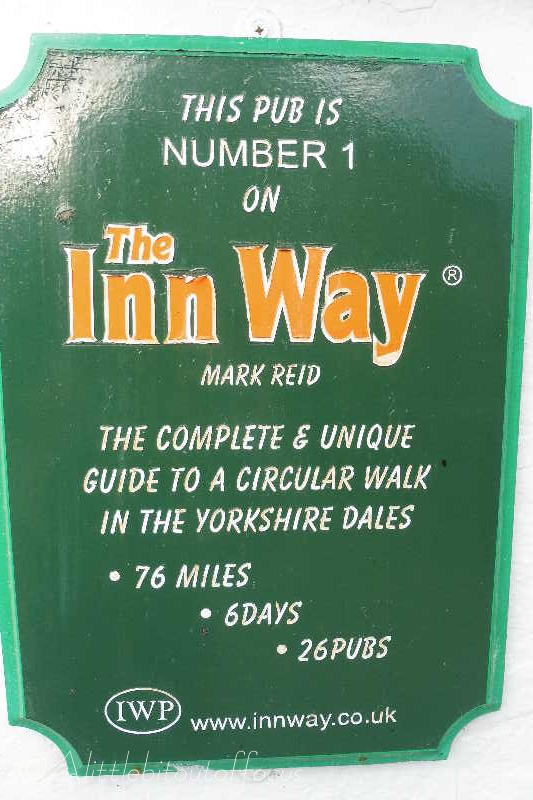 THIS PUB IS
NUMBER 1
ON
The
Inn Way ®
MARK REID
THE COMPLETE & UNIQUE
GUIDE TO A CIRCULAR WALK
IN THE YORKSHIRE DALES
• 76 MILES
• 6DAYS
• 26PUBS
IWP www.innway.co.uk
Alittlebitoutoffocus